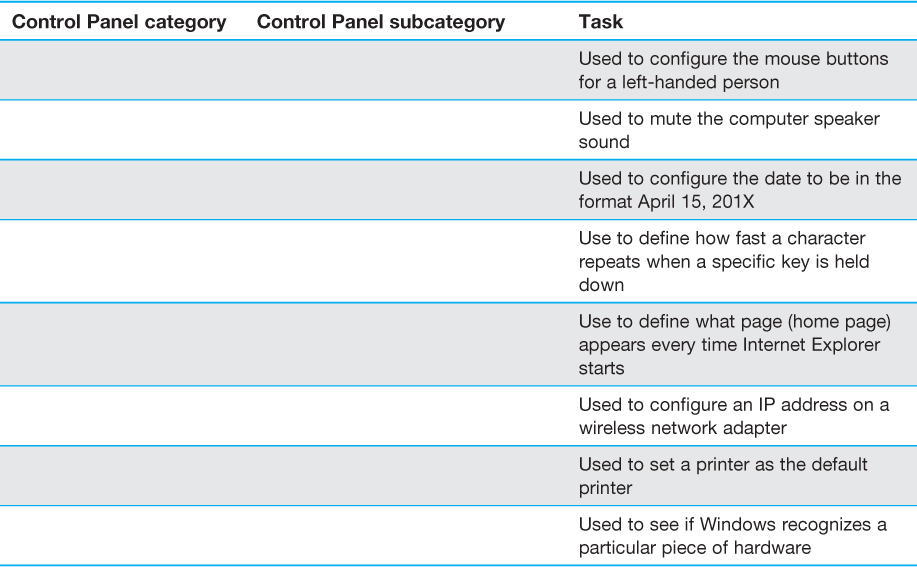 Control Panel category Control Panel subcategory Task
Used to configure the mouse buttons
for a left-handed person
Used to mute the computer speaker
sound
Used to configure the date to be in the
format April 15, 201X
Use to define how fast a character
repeats when a specific key is held
down
Use to define what page (home page)
appears every time Internet Explorer
starts
Used to configure an IP address on a
wireless network adapter
Used to set a printer as the default
printer
Used to see if Windows recognizes a
particular piece of hardware